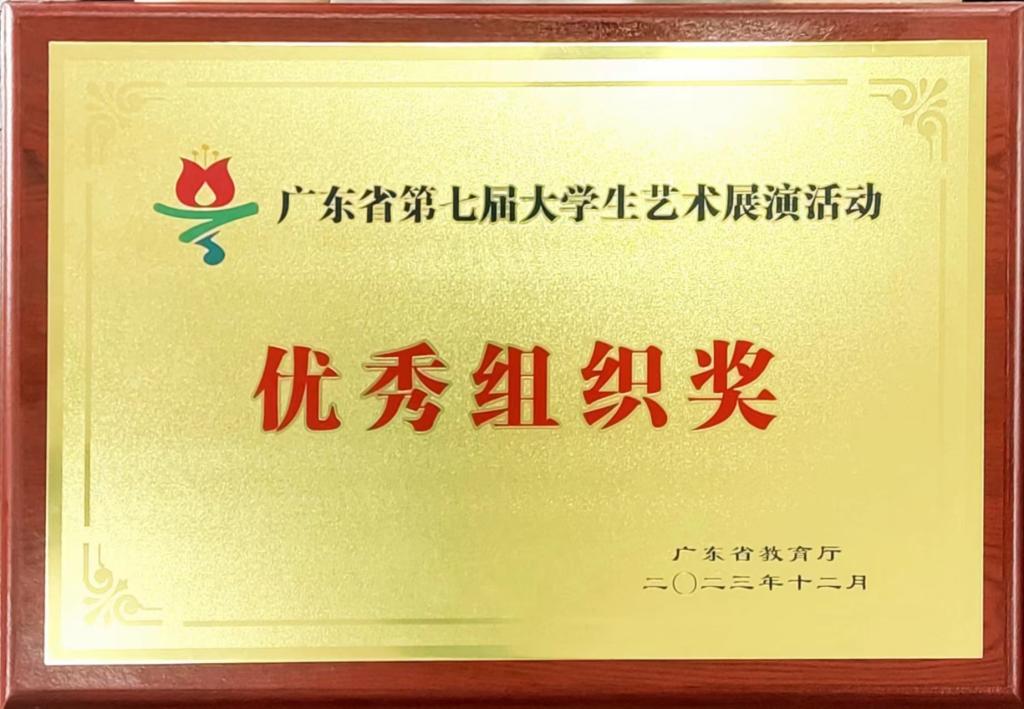 广东省第七届大学生艺术展演活动
优秀组织奖
广东省教育厅
二〇二三年十二月